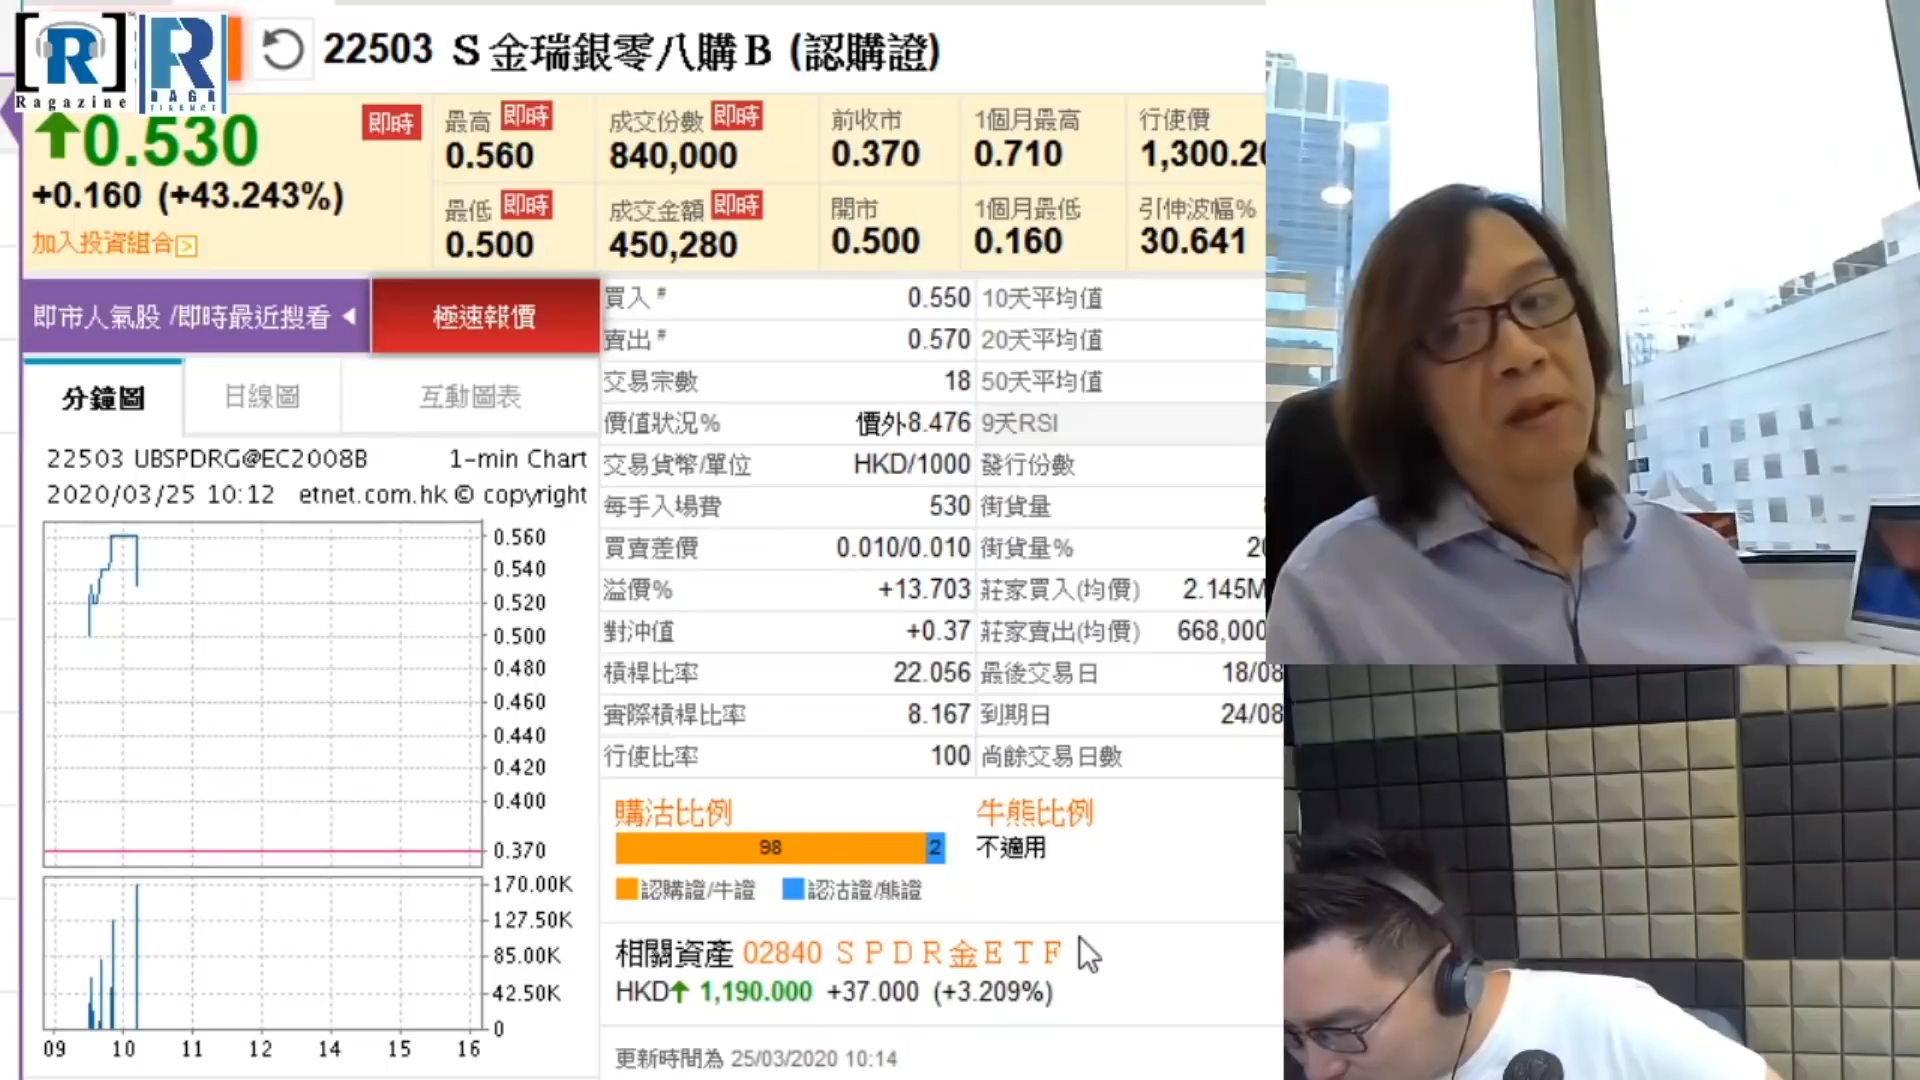 [R] R
Ragazine RAGA
FINANCE
22503 S金瑞銀零八購B (認購證)
0.530 即時
+0.160 (+43.243%)
加入投資組合
最高 即時
0.560
成交份數 即時
840,000
前收市
0.370
1個月最高
0.710
行使價
1,300.20
最低 即時
0.500
成交金額 即時
450,280
開市
0.500
1個月最低
0.160
引伸波幅%
30.641
即市人氣股 /即時最近搜看 極速報價
分鐘圖 日線圖 互動圖表
22503 UBSPDRG@EC2008B 1-min Chart
2020/03/25 10:12 etnet.com.hk © copyright
0.560
0.540
0.520
0.500
0.480
0.460
0.440
0.420
0.400
0.370
170.00K
127.50K
85.00K
42.50K
0
09 10 11 12 14 15 16
買入# 0.550 10天平均值
賣出# 0.570 20天平均值
交易宗數 18 50天平均值
價值狀況% 價外8.476 9天RSI
交易貨幣/單位 HKD/1000 發行份數
每手入場費 530 街貨量
買賣差價 0.010/0.010 街貨量%
溢價% +13.703 莊家買入(均價) 2.145M
對沖值 +0.37 莊家賣出(均價) 668,000
槓桿比率 22.056 最後交易日 18/08
實際槓桿比率 8.167 到期日 24/08
行使比率 100 尚餘交易日數
購沽比例 牛熊比例
98 2 不適用
認購證/牛證 認沽證/熊證
相關資產 02840 SPDR金ETF
HKD 1,190.000 +37.000 (+3.209%)
更新時間為 25/03/2020 10:14